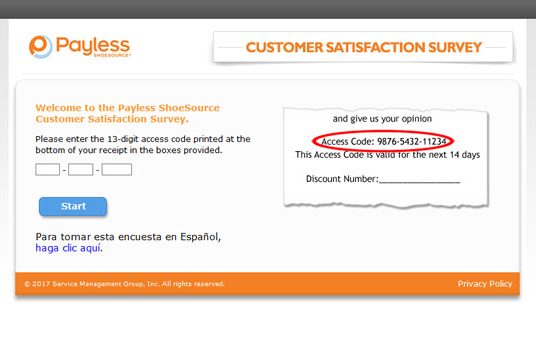 Payless
SHOESOURCE
CUSTOMER SATISFACTION SURVEY
Welcome to the Payless ShoeSource
Customer Satisfaction Survey.
Please enter the 13-digit access code printed at the
bottom of your receipt in the boxes provided.
- -
Start
Para tomar esta encuesta en Español,
haga clic aquí.
and give us your opinion
Access Code: 9876-5432-11234
This Access Code is valid for the next 14 days
Discount Number:_________________
© 2017 Service Management Group, Inc. All rights reserved.
Privacy Policy